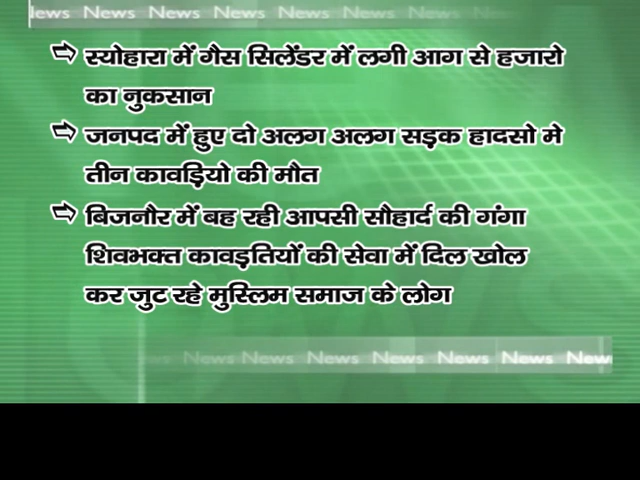 News News News News News News News
⇨ स्योहारा में गैस सिलेंडर में लगी आग से हजारो
का नुकसान
⇨ जनपद में हुए दो अलग अलग सड़क हादसो मे
तीन कावड़ियो की मौत
⇨ बिजनौर में बह रही आपसी सौहार्द की गंगा
शिवभक्त कावड़तियों की सेवा में दिल खोल
कर जुट रहे मुस्लिम समाज के लोग
News News News News News News News